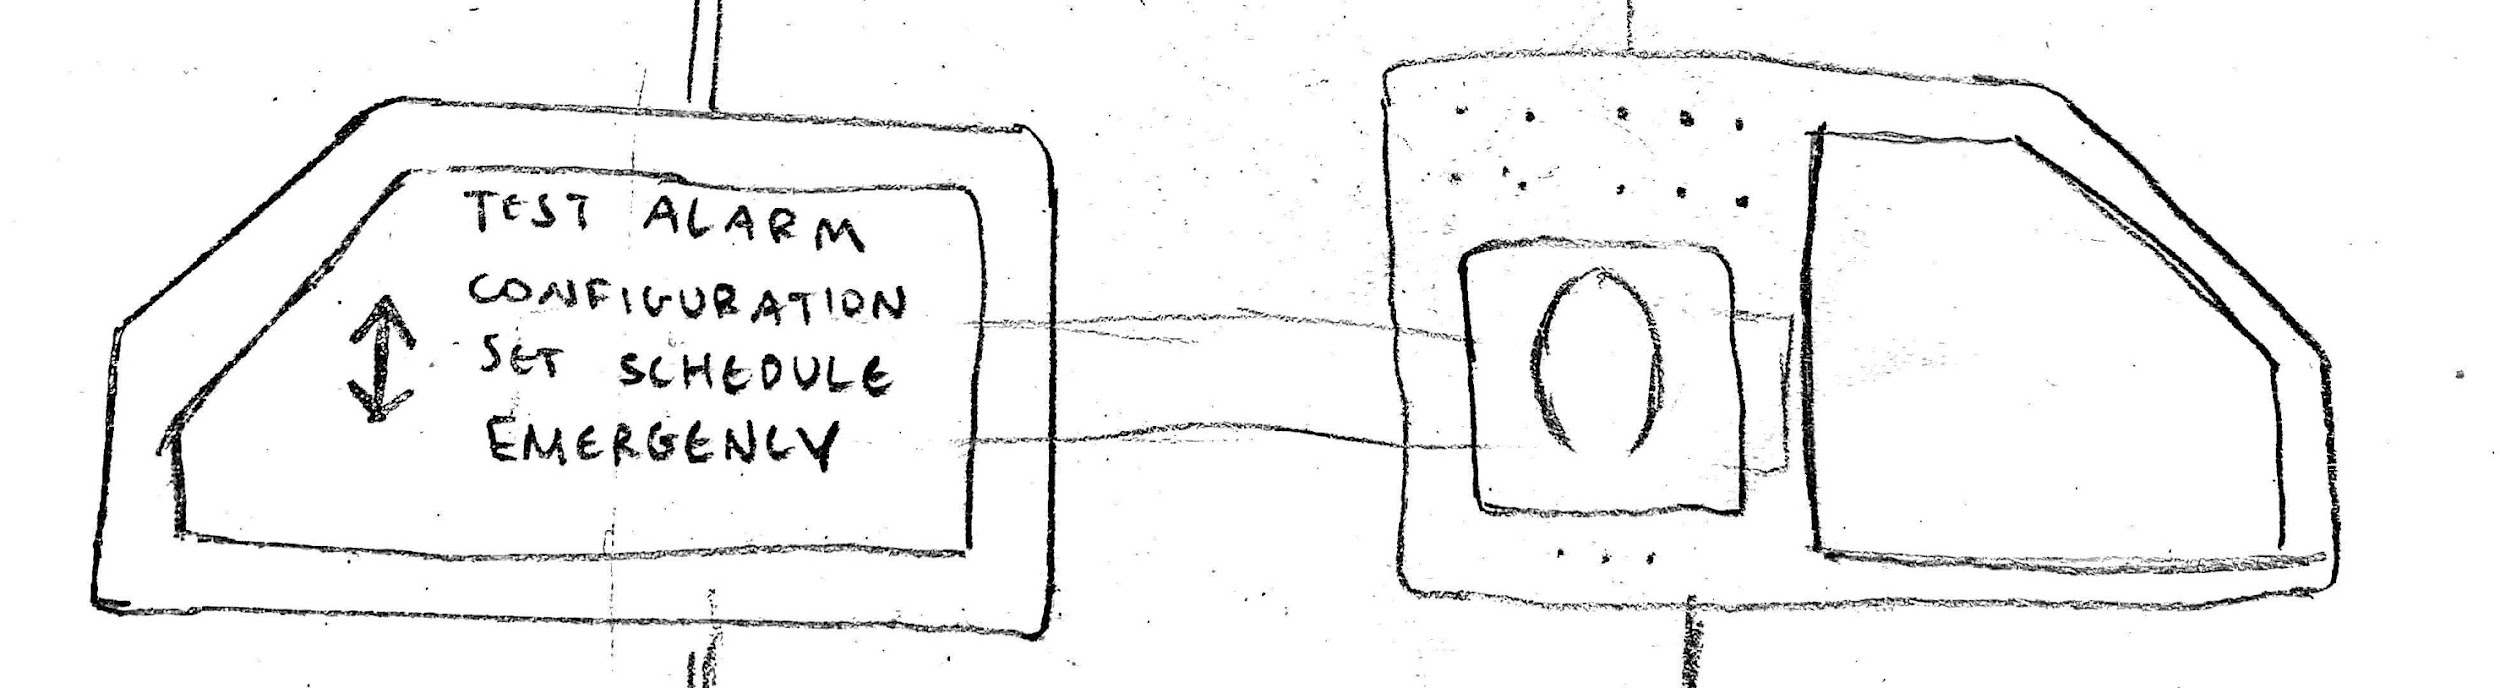 TEST ALARM
CONFIGURATION
SET SCHEDULE
EMERGENCY